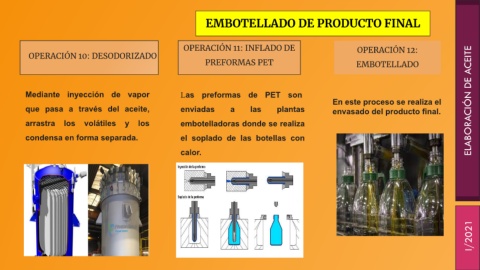 EMBOTELLADO DE PRODUCTO FINAL
OPERACIÓN 10: DESODORIZADO
Mediante inyección de vapor
que pasa a través del aceite,
arrastra los volátiles y los
condensa en forma separada.
OPERACIÓN 11: INFLADO DE
PREFORMAS PET
Las preformas de PET son
enviadas a las plantas
embotelladoras donde se realiza
el soplado de las botellas con
calor.
OPERACIÓN 12:
EMBOTELLADO
En este proceso se realiza el
envasado del producto final.
ELABORACIÓN DE ACEITE
I/2021